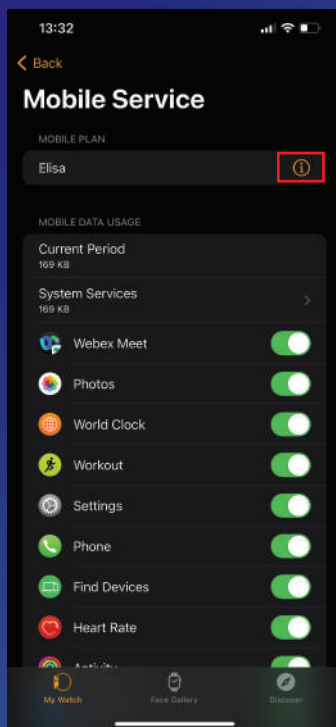 13:32
Back
Mobile Service
MOBILE PLAN
Elisa
MOBILE DATA USAGE
Current Period
169 KB
System Services
169 KB
Webex Meet
Photos
World Clock
Workout
Settings
Phone
Find Devices
Heart Rate
Activity
My Watch
Face Gallery
Discover